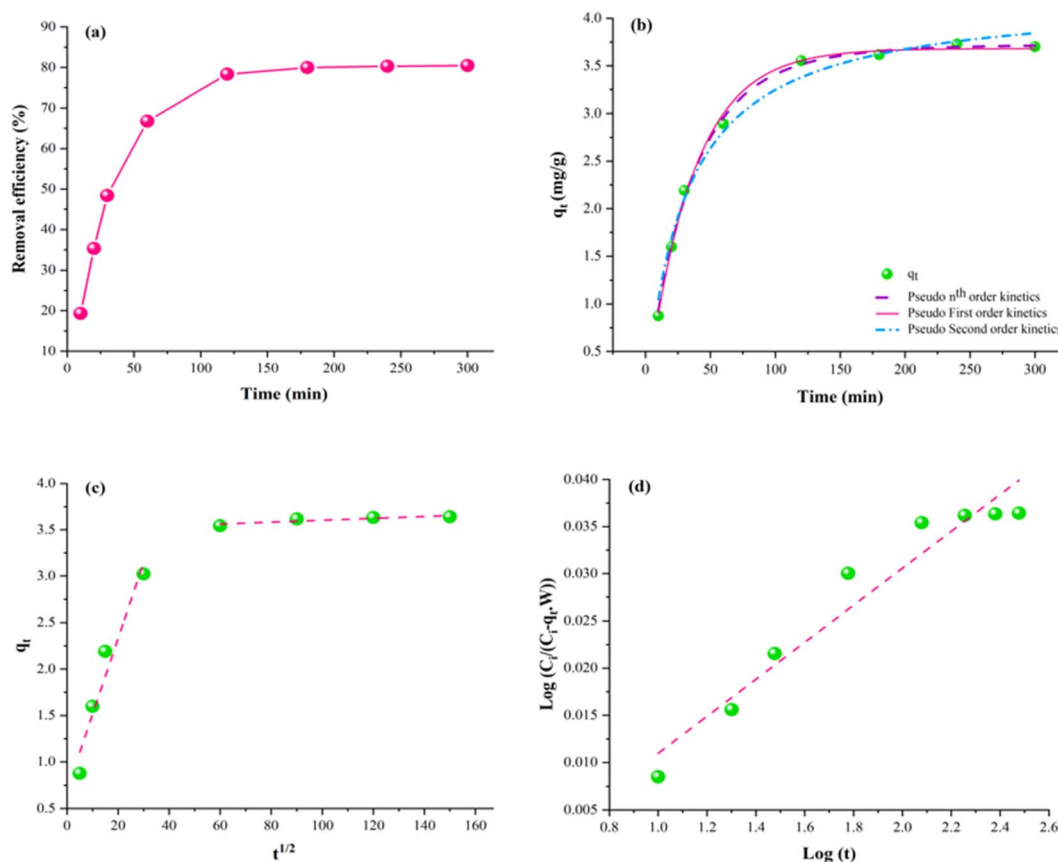 (a)
90
80
70
60
50
40
30
20
10
Removal efficiency (%)
0 50 100 150 200 250 300
Time (min)
(b)
4.0
3.5
3.0
2.5
2.0
1.5
1.0
0.5
qt (mg/g)
qt
Pseudo nth order kinetics
Pseudo First order kinetics
Pseudo Second order kinetics
0 50 100 150 200 250 300
Time (min)
(c)
4.0
3.5
3.0
2.5
2.0
1.5
1.0
0.5
qt
0 20 40 60 80 100 120 140 160
t1/2
(d)
0.040
0.035
0.030
0.025
0.020
0.015
0.010
0.005
Log (Ci/(Ci-qt.W))
0.8 1.0 1.2 1.4 1.6 1.8 2.0 2.2 2.4 2.6
Log (t)